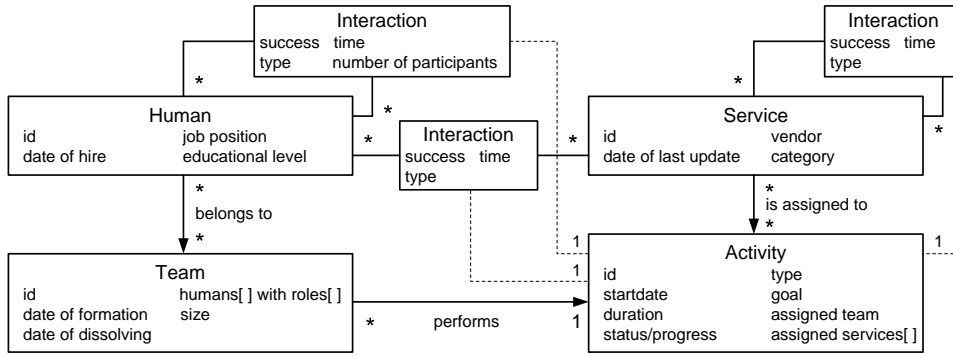 Interaction
success time
type number of participants
Interaction
success time
type
*
*
Human
id job position
date of hire educational level
*
*
Interaction
success time
type
*
Service
id vendor
date of last update category
*
*
belongs to
*
*
is assigned to
*
Team
id humans[ ] with roles[ ]
date of formation size
date of dissolving
*
performs
1
1
1
1
Activity
id type
startdate goal
duration assigned team
status/progress assigned services[ ]